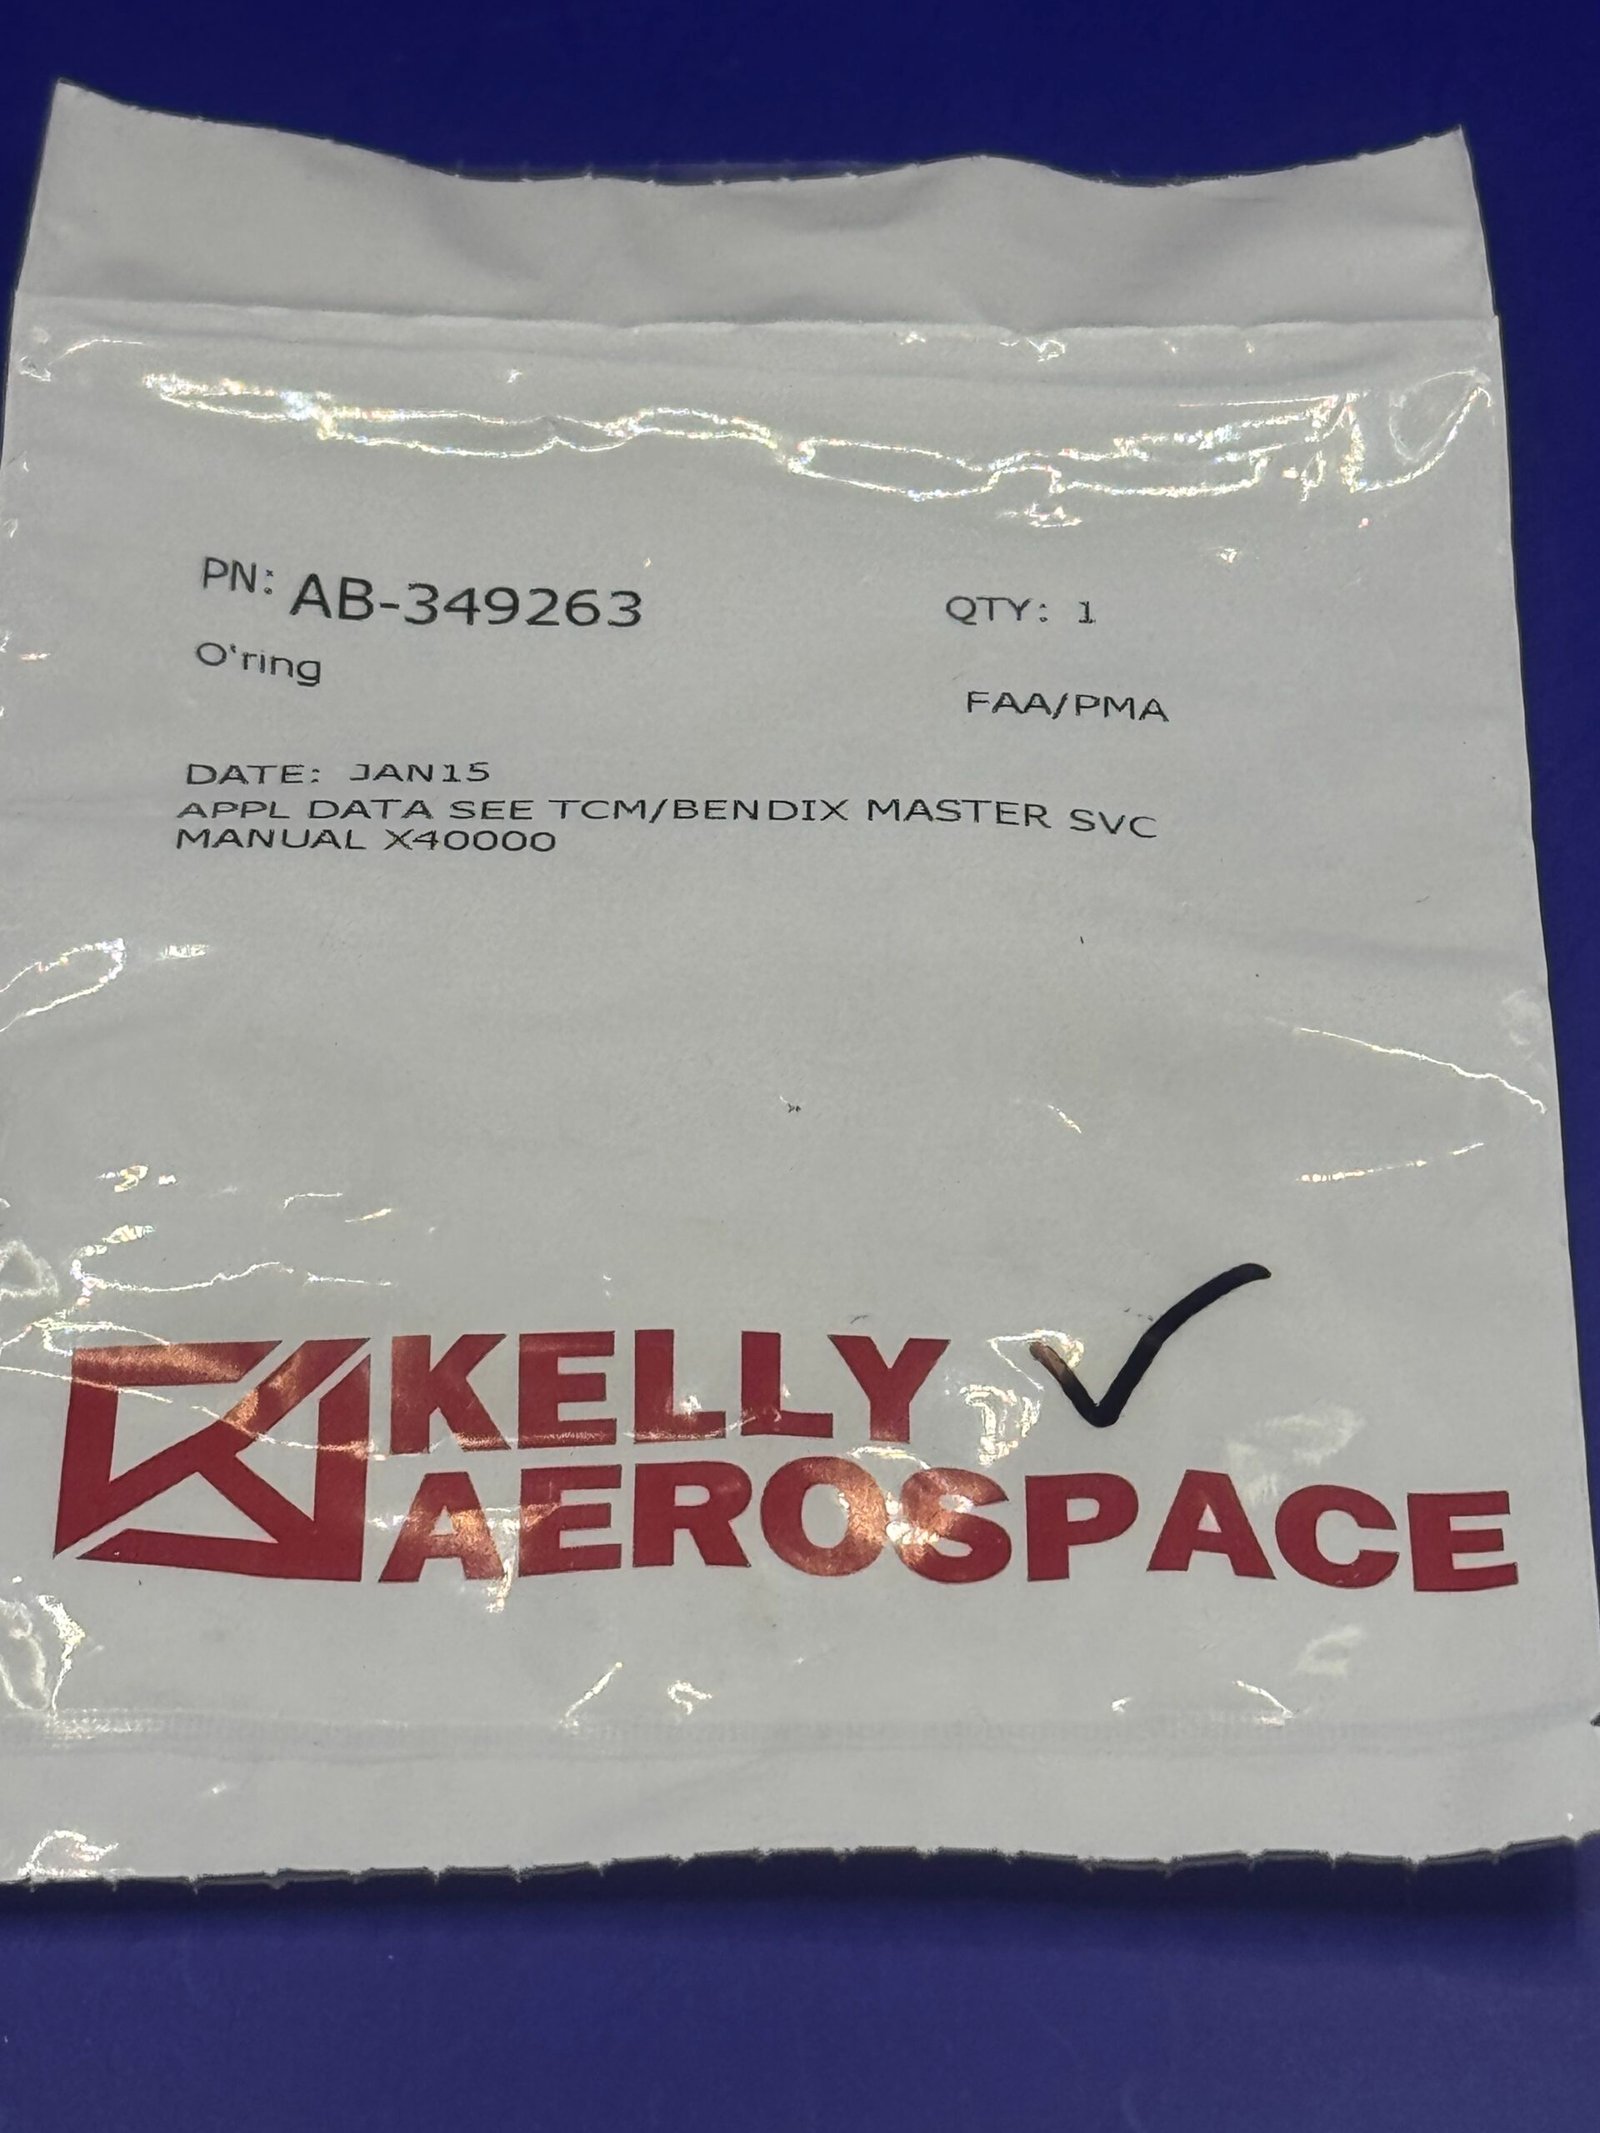 PN: AB-349263 QTY: 1
O'ring
FAA/PMA
DATE: JAN15
APPL DATA SEE TCM/BENDIX MASTER SVC
MANUAL X40000
KELLY
AEROSPACE